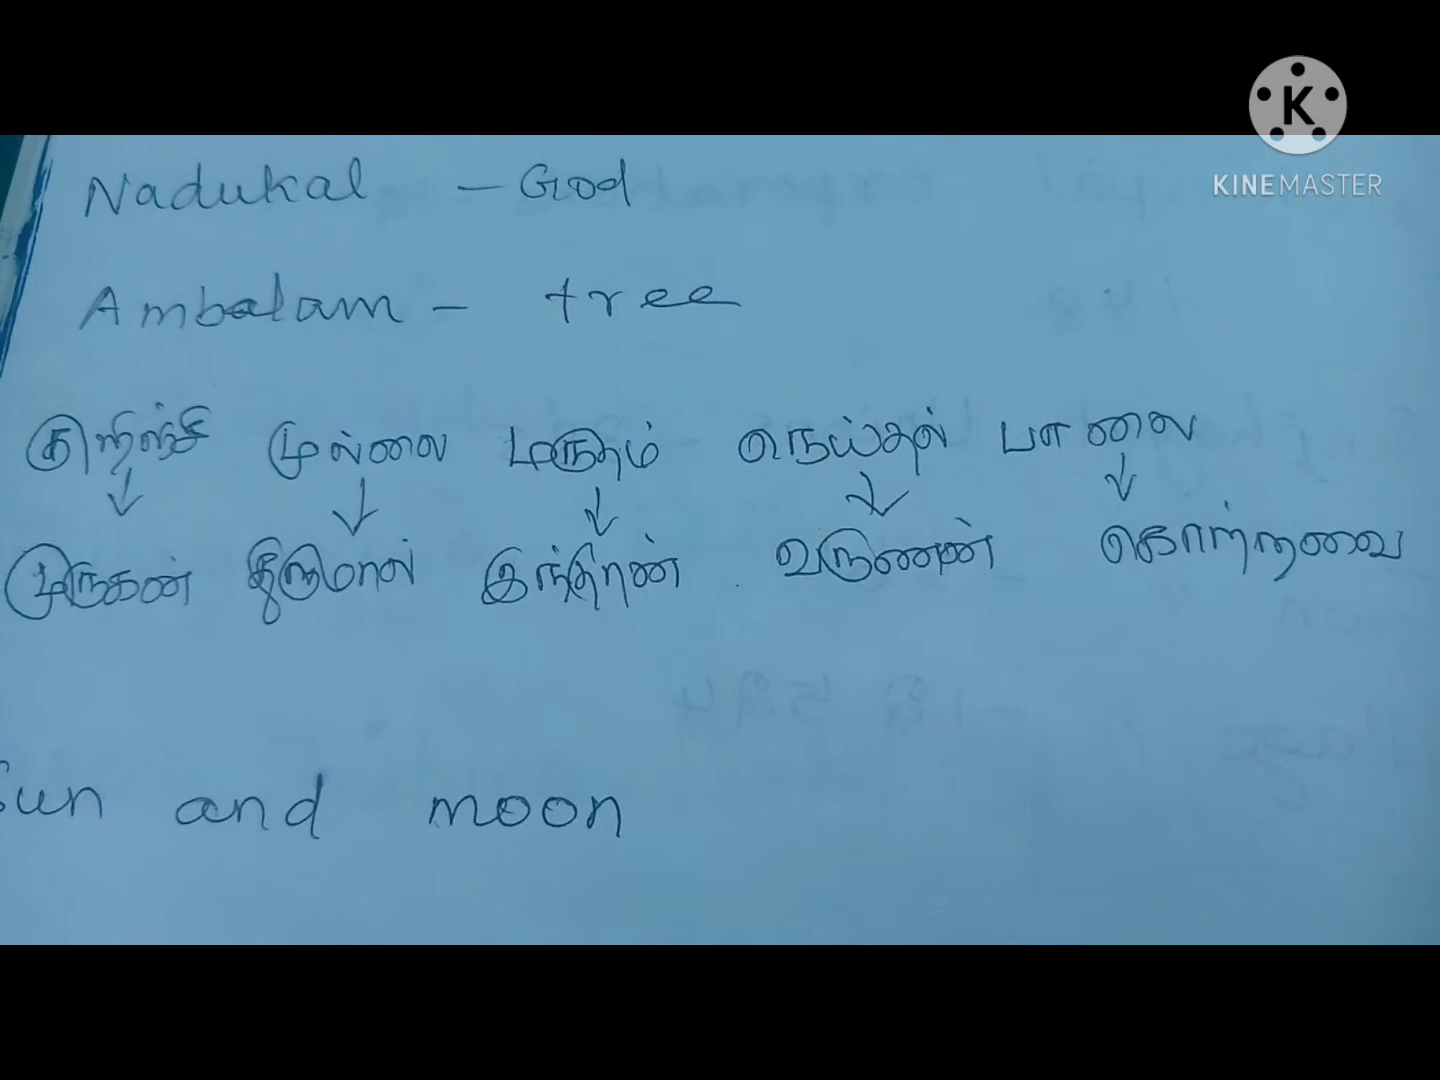 K
KINEMASTER
Nadukal - God
Ambalam - tree
குறிஞ்சி முல்லை மருதம் நெய்தல் பாலை
முருகன் திருமால் இந்திரன் வருணன் கொற்றவை
Sun and moon